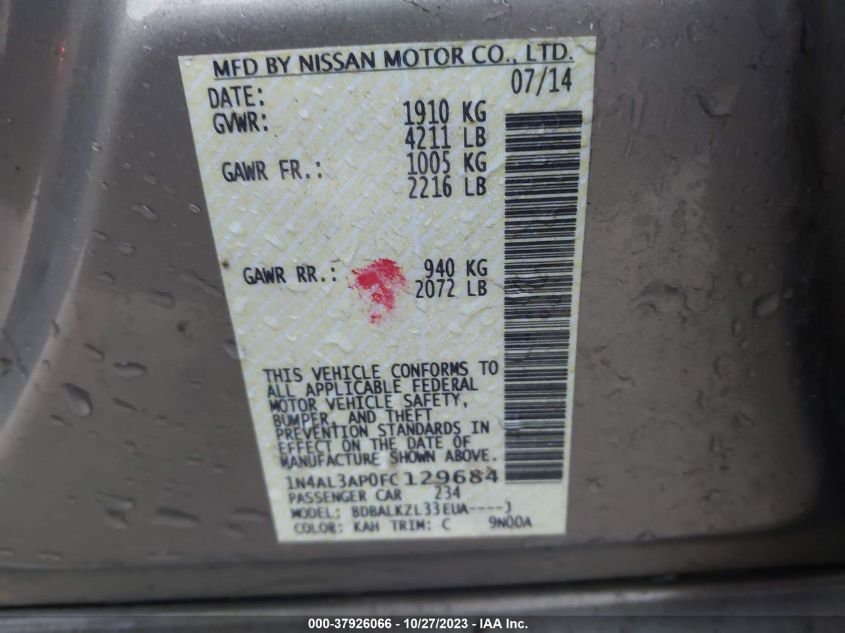 MFD BY NISSAN MOTOR CO., LTD.
DATE: 07/14
GVWR: 1910 KG
4211 LB
GAWR FR.: 1005 KG
2216 LB
GAWR RR.: 940 KG
2072 LB
THIS VEHICLE CONFORMS TO
ALL APPLICABLE FEDERAL
MOTOR VEHICLE SAFETY,
BUMPER, AND THEFT
PREVENTION STANDARDS IN
EFFECT ON THE DATE OF
MANUFACTURE SHOWN ABOVE.
1N4AL3AP0FC129684
PASSENGER CAR 234
MODEL: BDBALKZL33EUA----J
COLOR: KAH TRIM: C 9N00A
000-37926066 - 10/27/2023 - IAA Inc.